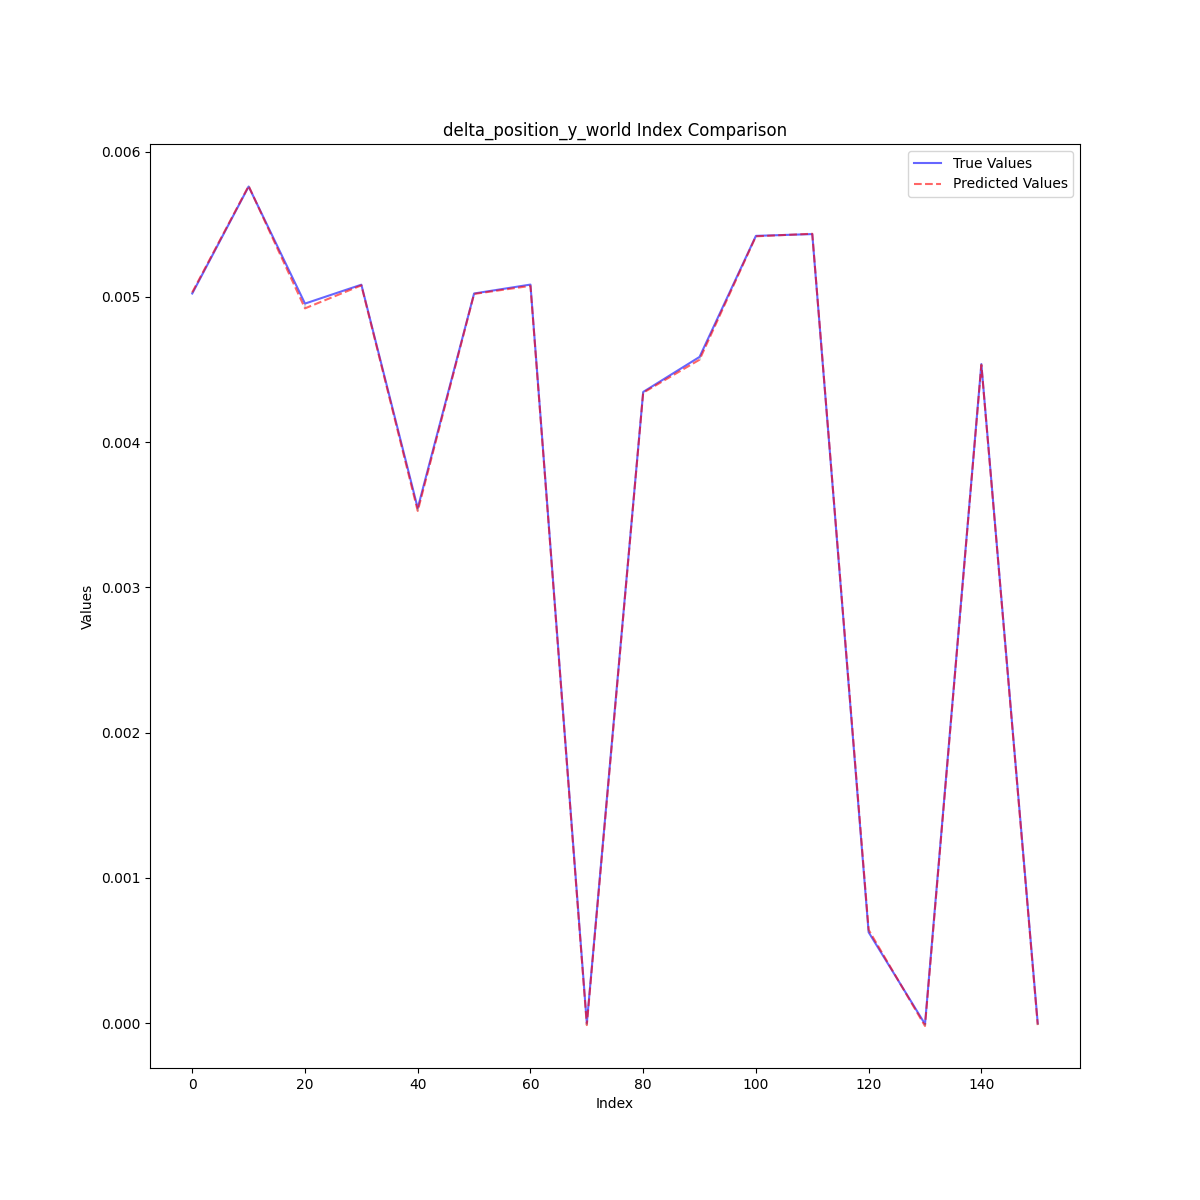 delta_position_y_world Index Comparison
True Values
Predicted Values
0.006
0.005
0.004
0.003
0.002
0.001
0.000
Values
0 20 40 60 80 100 120 140
Index